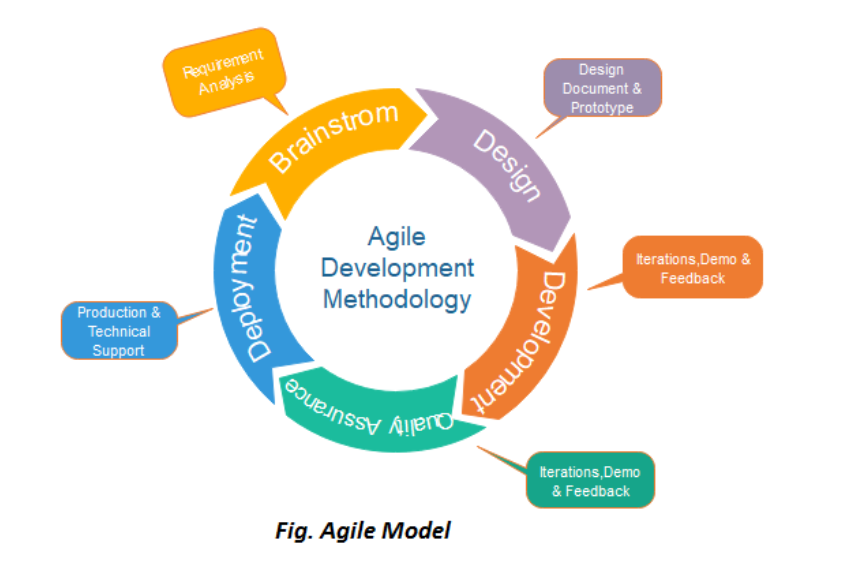 Requirement
Analysis
Brainstrom
Design
Document &
Prototype
Design
Agile
Development
Methodology
Iterations,Demo &
Feedback
Development
Iterations,Demo
& Feedback
Quality Assurance
Production &
Technical
Support
Deployment
Fig. Agile Model